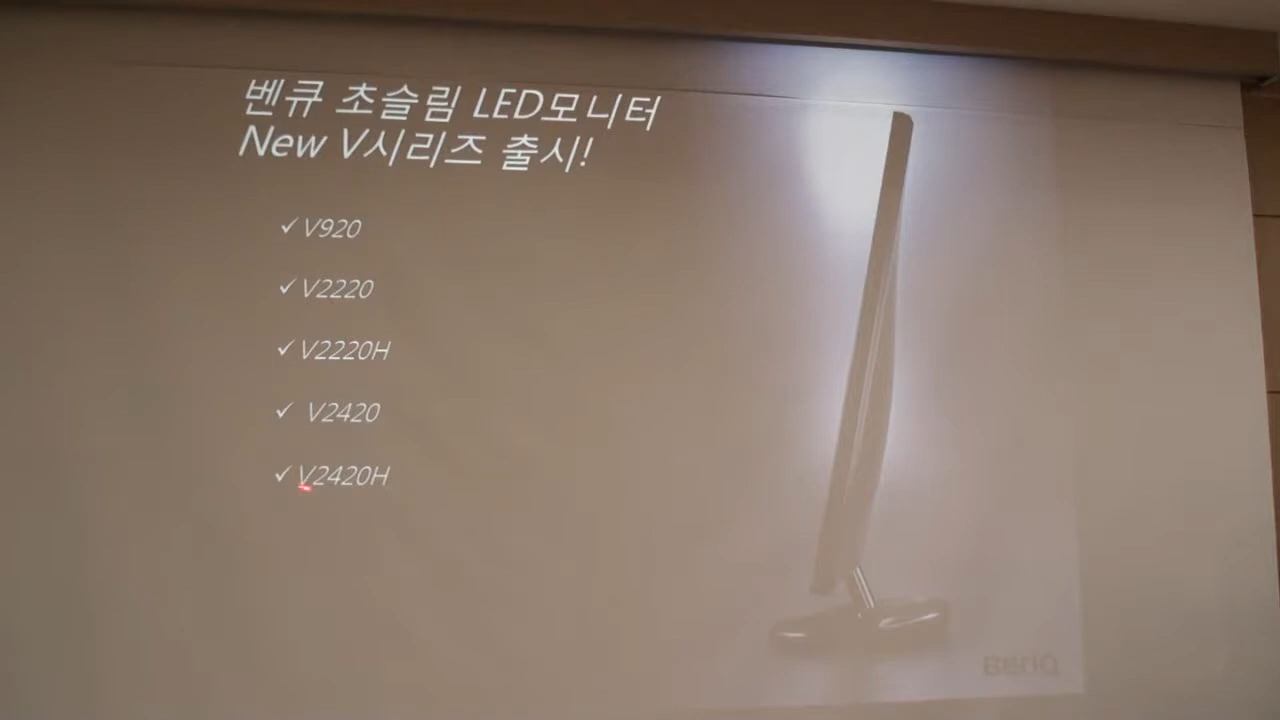 벤큐 초슬림 LED모니터
New V시리즈 출시!
✓ V920
✓ V2220
✓ V2220H
✓ V2420
✓ V2420H
BenQ